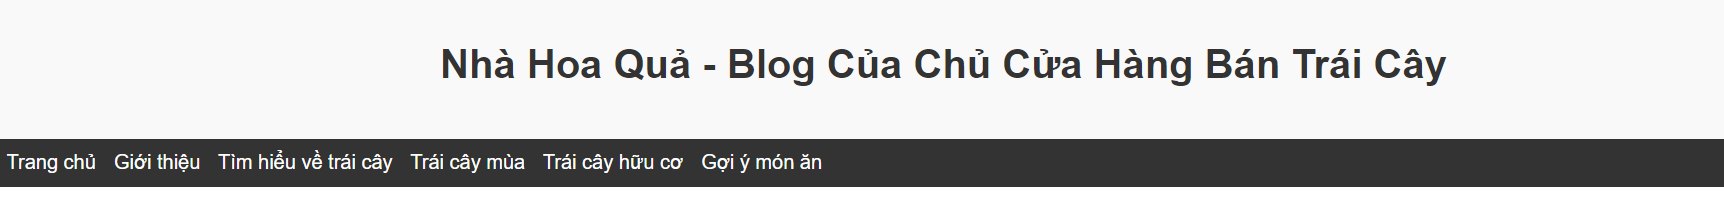 Nhà Hoa Quả - Blog Của Chủ Cửa Hàng Bán Trái Cây
Trang chủ Giới thiệu Tìm hiểu về trái cây Trái cây mùa Trái cây hữu cơ Gợi ý món ăn